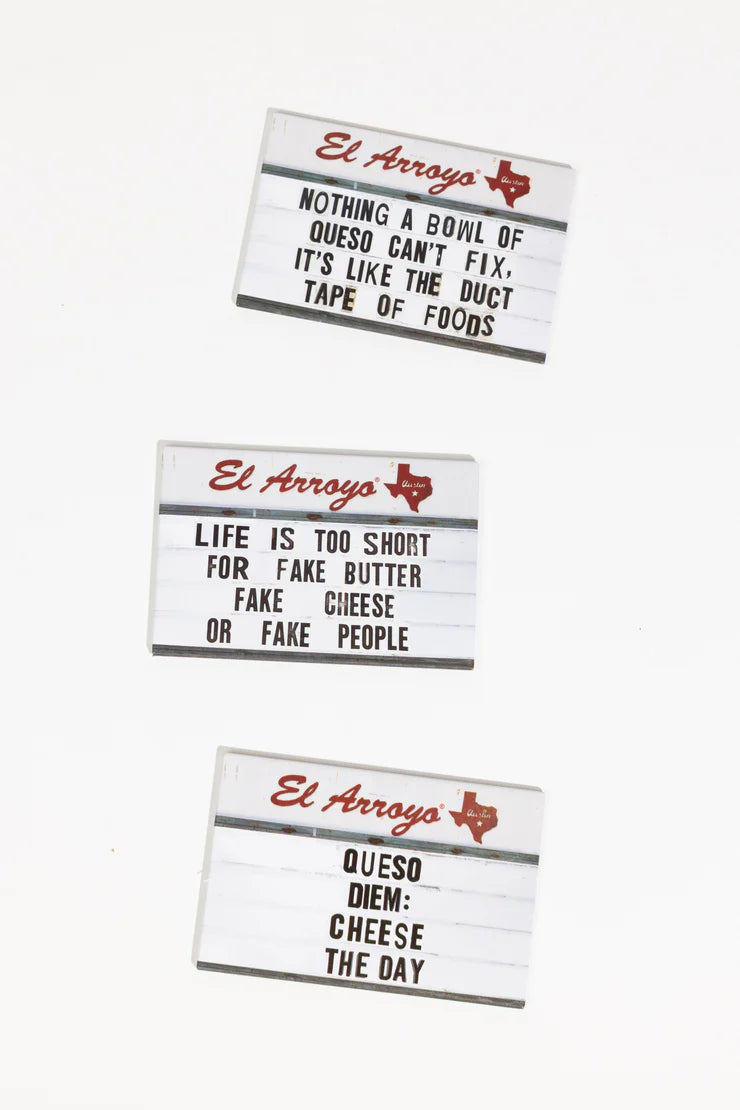 El Arroyo®
Austin
NOTHING A BOWL OF
QUESO CAN'T FIX,
IT'S LIKE THE DUCT
TAPE OF FOODS
El Arroyo®
Austin
LIFE IS TOO SHORT
FOR FAKE BUTTER
FAKE CHEESE
OR FAKE PEOPLE
El Arroyo®
Austin
QUESO
DIEM:
CHEESE
THE DAY